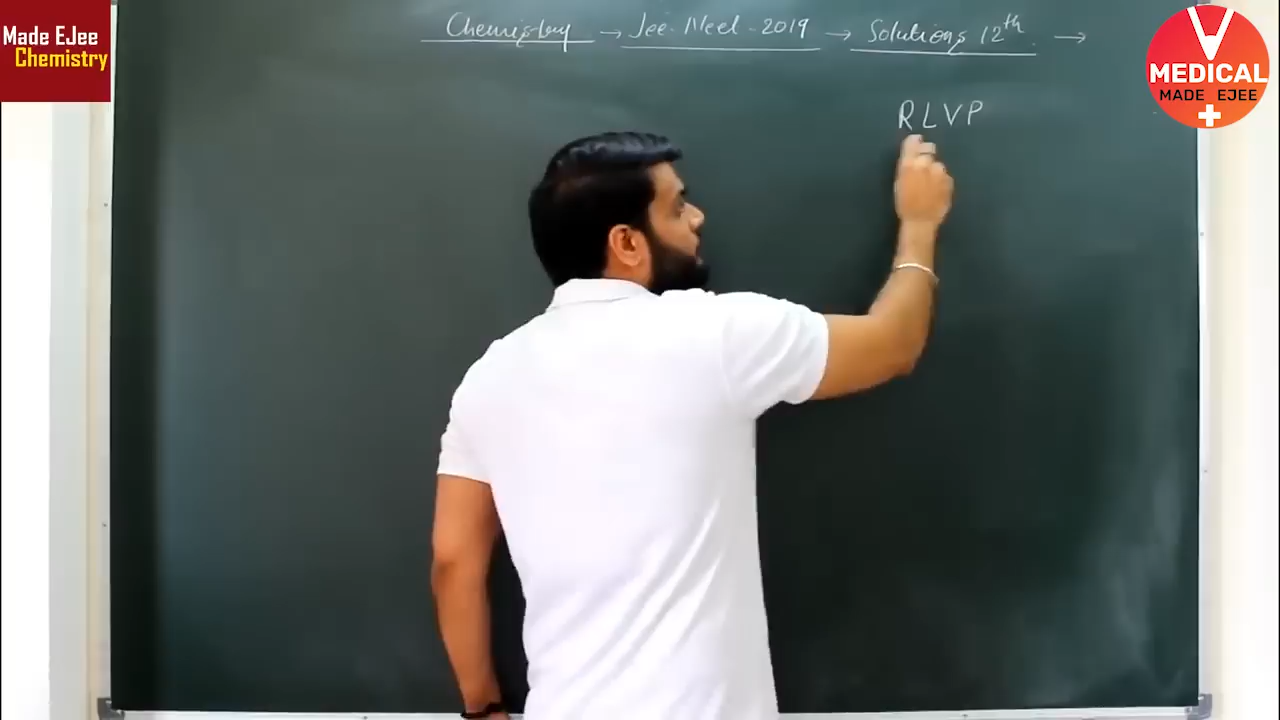 Made EJee
Chemistry
Chemistry → Jee-Neet-2019 → Solutions 12th →
V
MEDICAL
MADE EJEE
RLVP